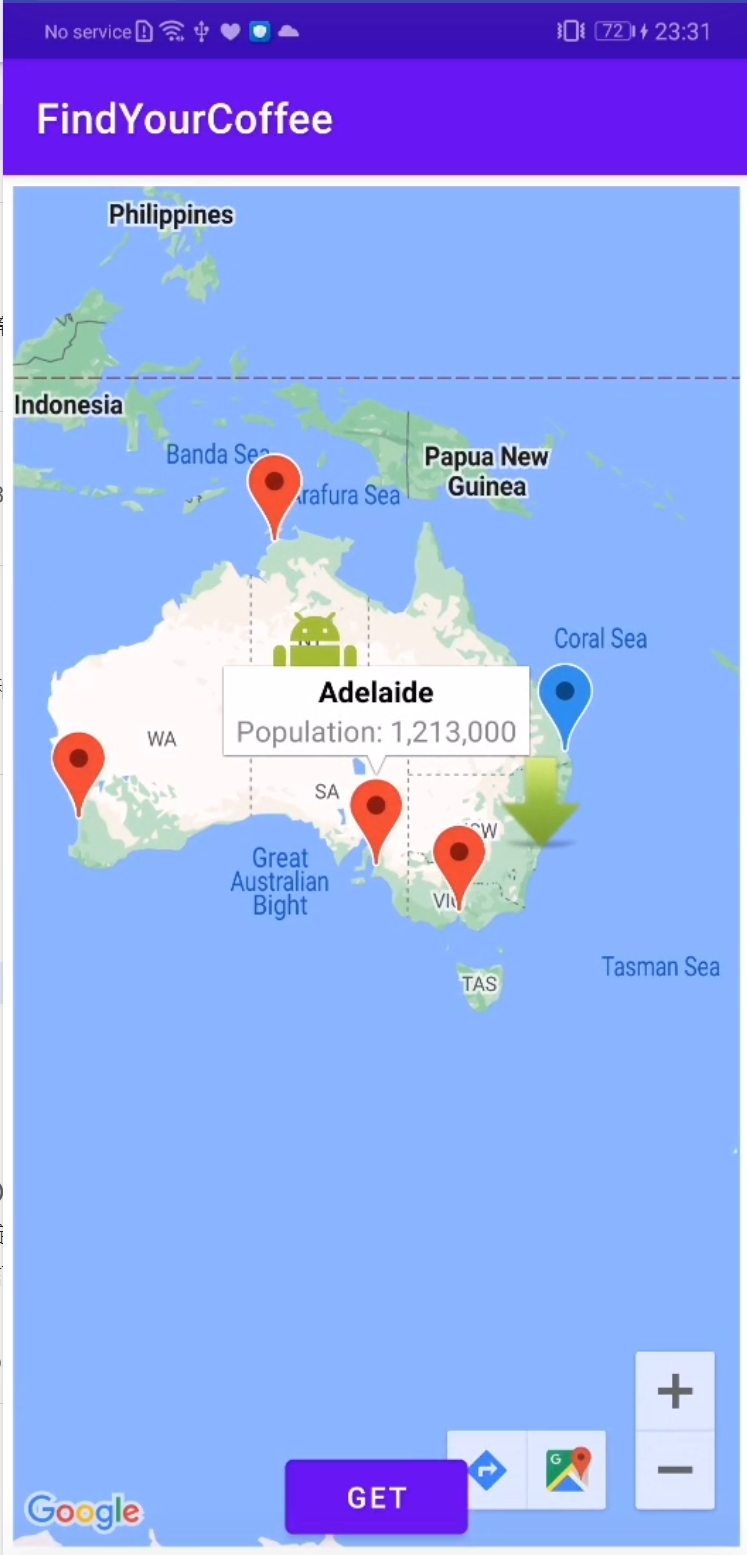 No service
72
23:31
FindYourCoffee
Philippines
Indonesia
Banda Sea
Arafura Sea
Papua New
Guinea
Coral Sea
NT
Adelaide
Population: 1,213,000
WA
SA
VIC
Great
Australian
Bight
TAS
Tasman Sea
+
−
G
GET
Google